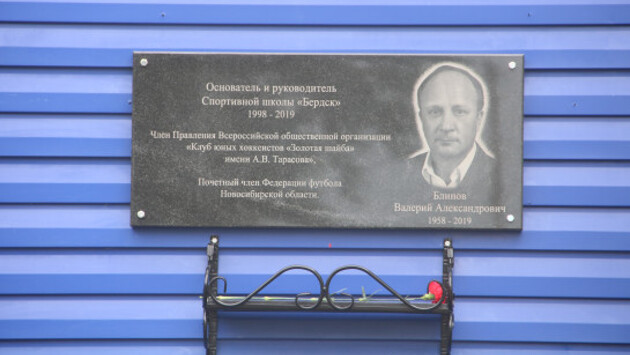 Основатель и руководитель
Спортивной школы «Бердск»
1998 - 2019
Член Правления Всероссийской общественной организации
«Клуб юных хоккеистов «Золотая шайба»
имени А.В. Тарасова»,
Почетный член Федерации футбола
Новосибирской области.
Блинов
Валерий Александрович
1958 - 2019